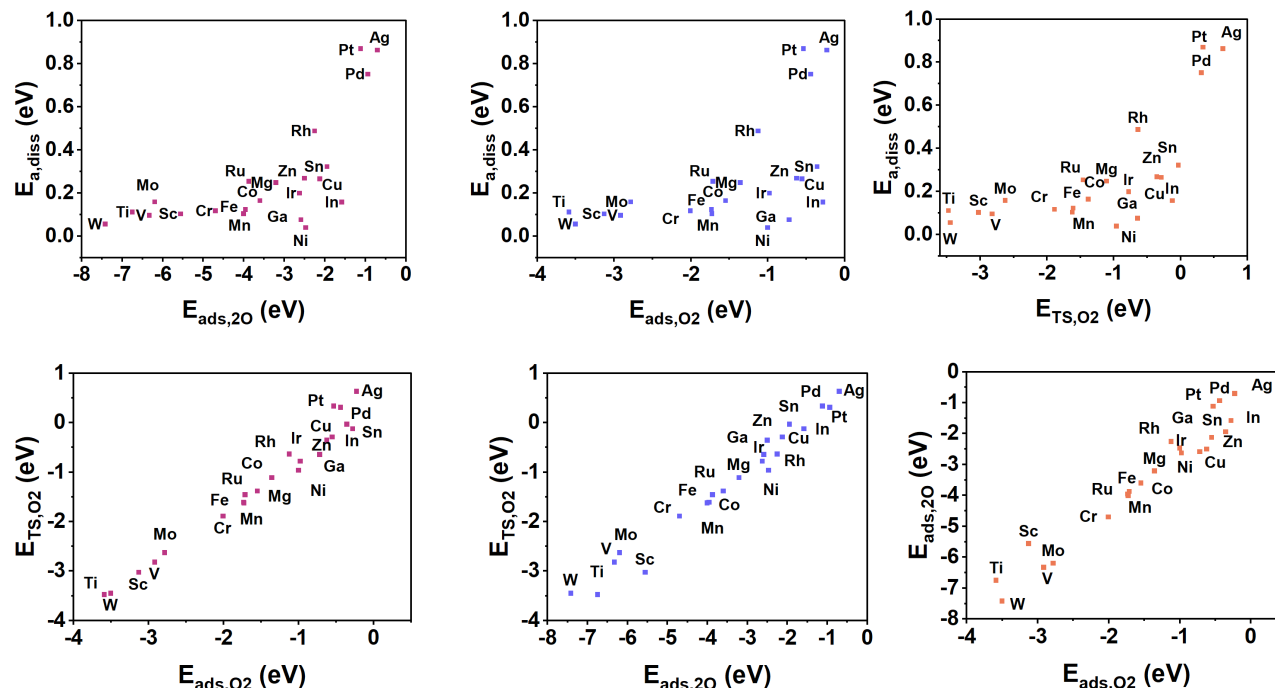 1.0
0.8
0.6
0.4
0.2
0.0
E_a,diss (eV)
Pt Ag
Pd
Rh
Ru Zn Sn
Mo Mg Co Ir Cu
Ti V Sc Cr Fe In
W Mn Ga
Ni
-8 -7 -6 -5 -4 -3 -2 -1 0
E_ads,2O (eV)
1.0
0.8
0.6
0.4
0.2
0.0
E_a,diss (eV)
Pt Ag
Pd
Rh
Ru Zn Sn
Mg Co Ir Cu
Ti Mo Fe In
W Sc V Cr Mn Ga
Ni
-4 -3 -2 -1 0
E_ads,O2 (eV)
1.0
0.8
0.6
0.4
0.2
0.0
E_a,diss (eV)
Pt Ag
Pd
Rh
Zn Sn
Ru Mg
Mo Co Ir
Ti Sc Fe Cu In
Cr Ga
W V Mn Ni
-3 -2 -1 0 1
E_TS,O2 (eV)
1
0
-1
-2
-3
-4
E_TS,O2 (eV)
Ag
Pt Pd
Cu Sn
Rh Ir Zn In
Co Ga
Ru
Fe Mg Ni
Cr Mn
Mo
V
Ti Sc
W
-4 -3 -2 -1 0
E_ads,O2 (eV)
1
0
-1
-2
-3
-4
E_TS,O2 (eV)
Pd Ag
Sn Pt
Zn In
Ga Cu
Ir Rh
Ru Mg
Fe Ni
Cr Co
Mn
V Mo
Ti Sc
W
-8 -7 -6 -5 -4 -3 -2 -1 0
E_ads,2O (eV)
0
-1
-2
-3
-4
-5
-6
-7
-8
E_ads,2O (eV)
Pt Pd Ag
Ga Sn In
Rh Ir Zn
Mg Ni Cu
Fe
Ru Co
Mn
Cr
Sc Mo
V
Ti
W
-4 -3 -2 -1 0
E_ads,O2 (eV)